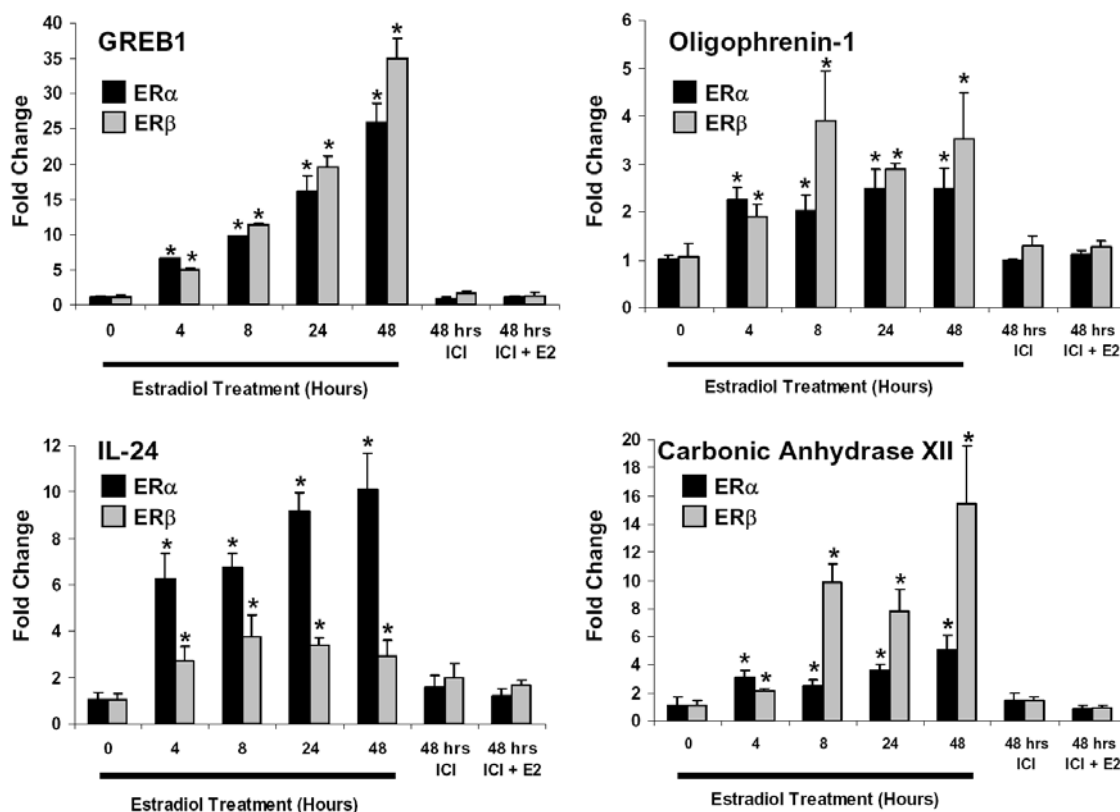 GREB1
ERα
ERβ
Fold Change
40
35
30
25
20
15
10
5
0
* * * * * * * *
0 4 8 24 48 48 hrs ICI 48 hrs ICI + E2
Estradiol Treatment (Hours)
Oligophrenin-1
ERα
ERβ
Fold Change
6
5
4
3
2
1
0
* * * * * * * *
0 4 8 24 48 48 hrs ICI 48 hrs ICI + E2
Estradiol Treatment (Hours)
IL-24
ERα
ERβ
Fold Change
12
10
8
6
4
2
0
* * * * * * * *
0 4 8 24 48 48 hrs ICI 48 hrs ICI + E2
Estradiol Treatment (Hours)
Carbonic Anhydrase XII
ERα
ERβ
Fold Change
20
18
16
14
12
10
8
6
4
2
0
* * * * * * * *
0 4 8 24 48 48 hrs ICI 48 hrs ICI + E2
Estradiol Treatment (Hours)